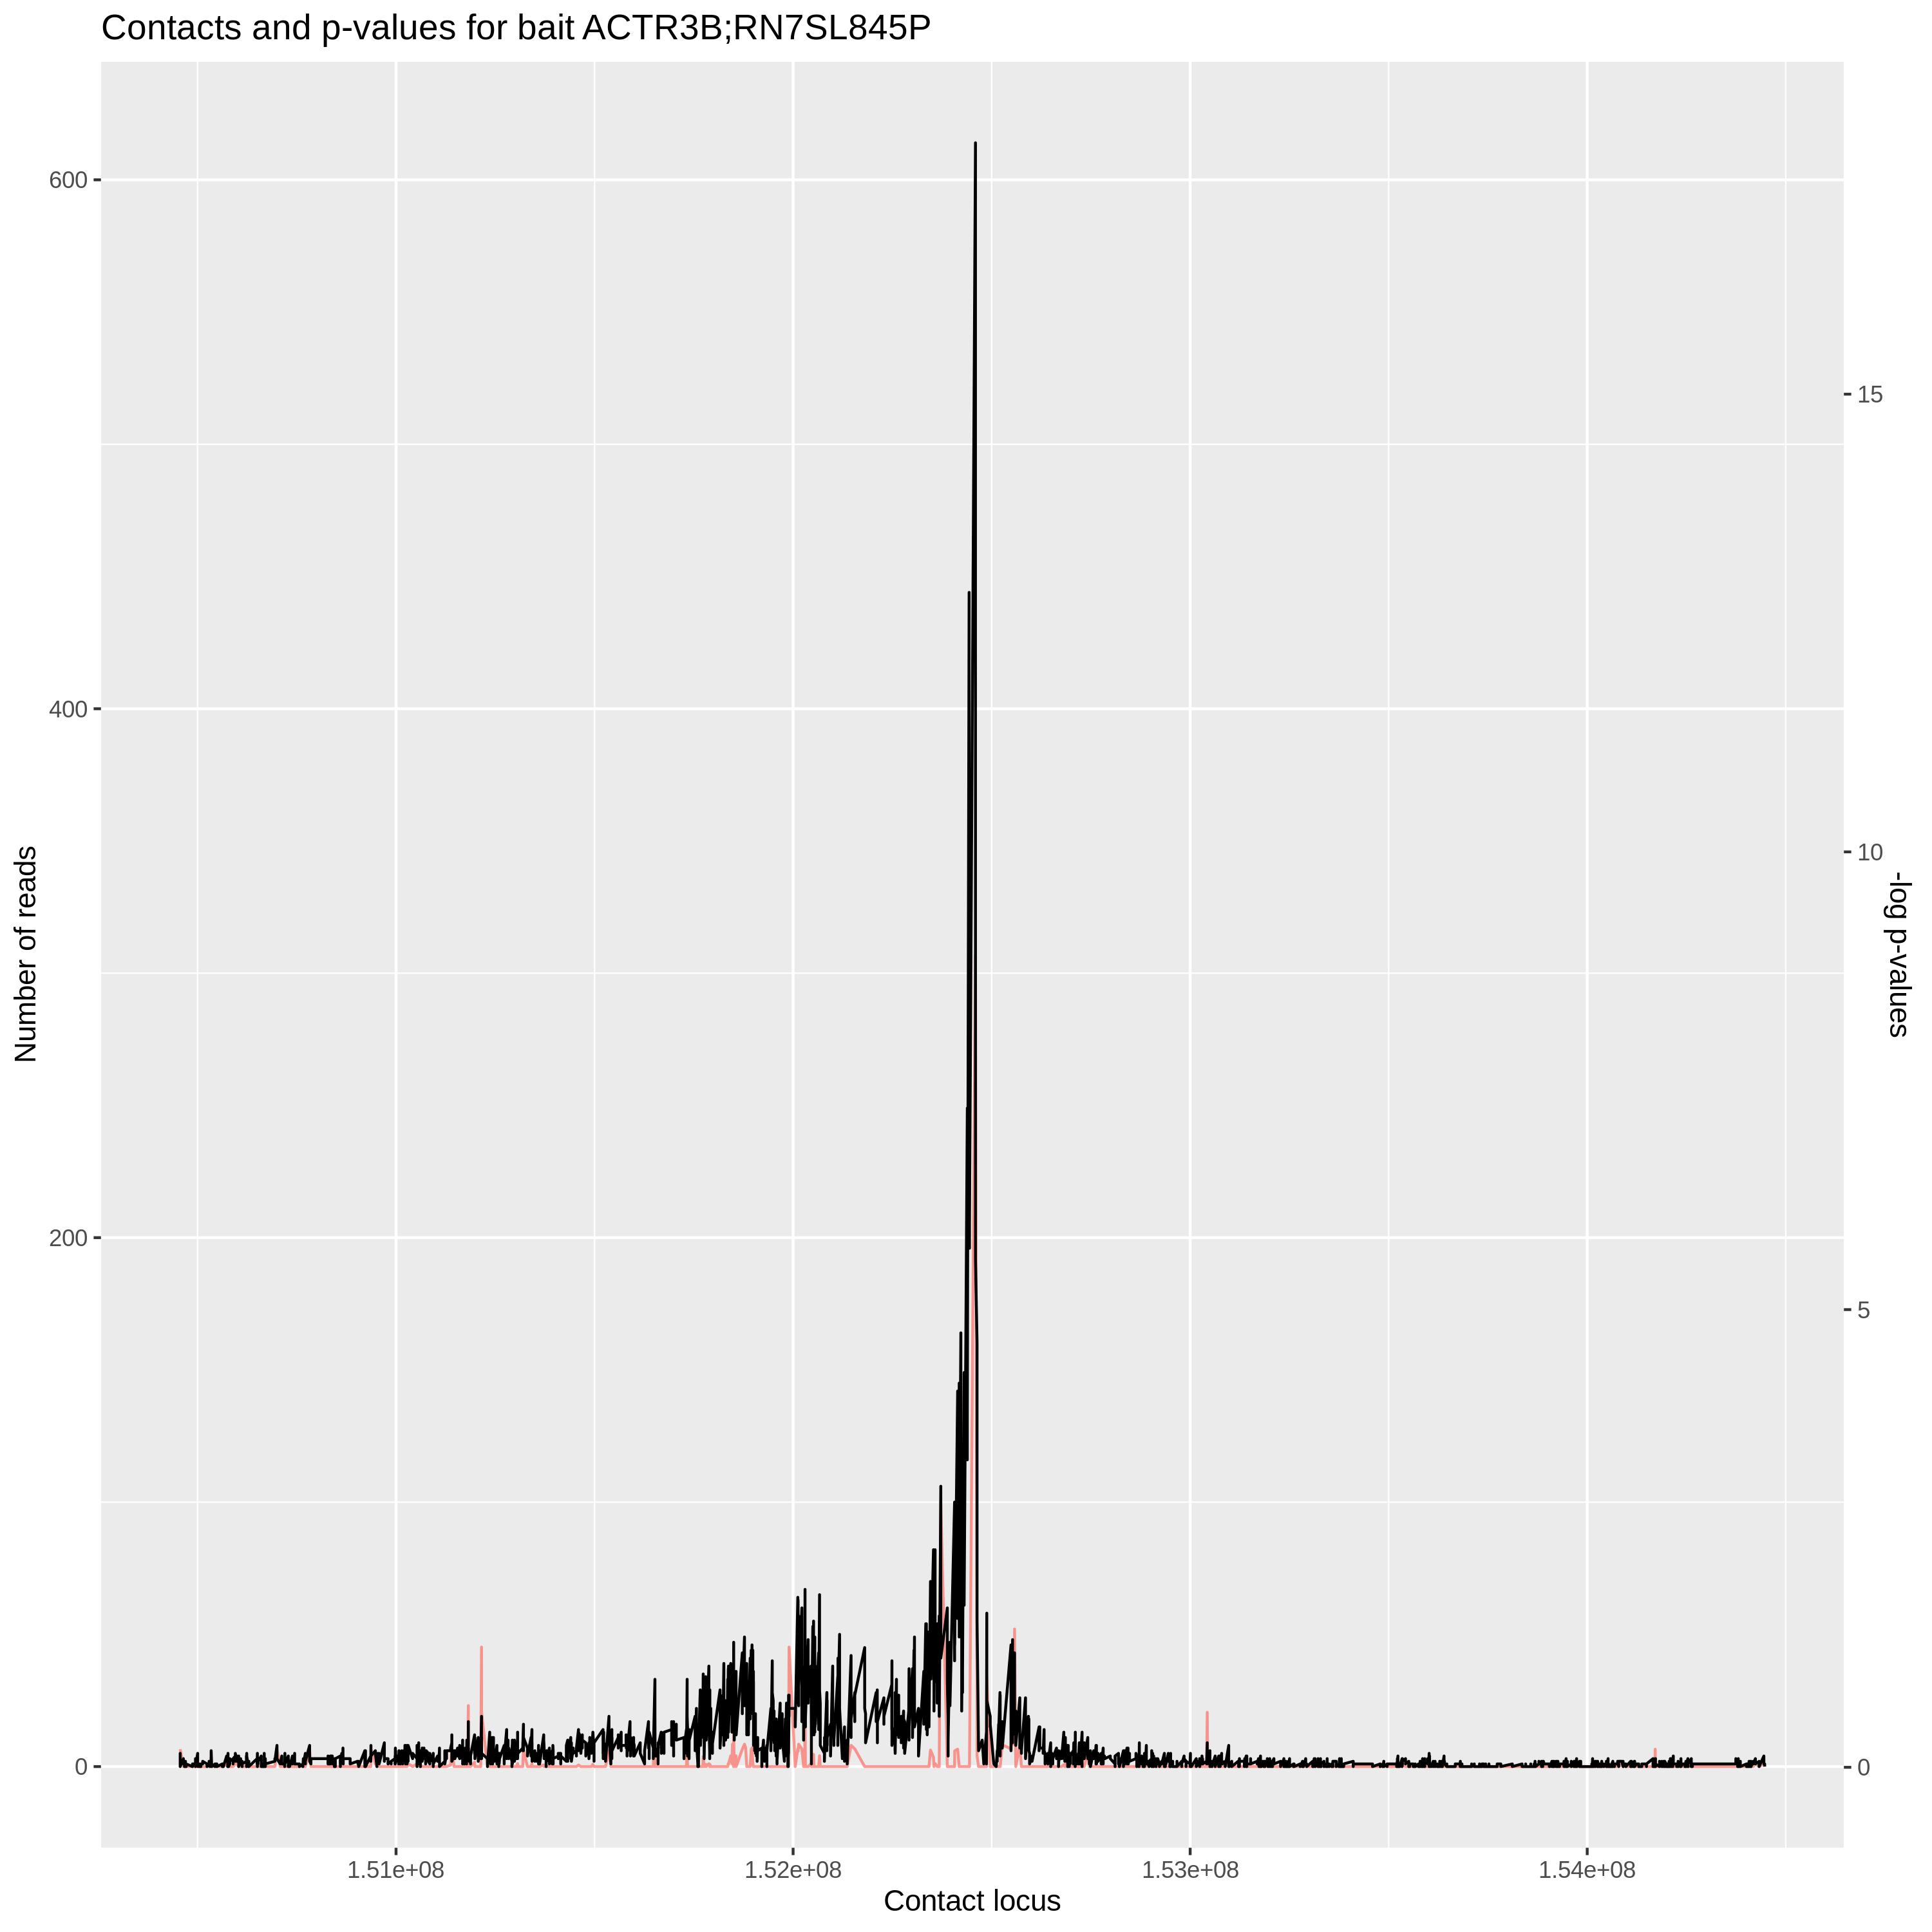 Contacts and p-values for bait ACTR3B;RN7SL845P
600
400
200
0
Number of reads
15
10
5
0
-log p-values
1.51e+08
1.52e+08
1.53e+08
1.54e+08
Contact locus